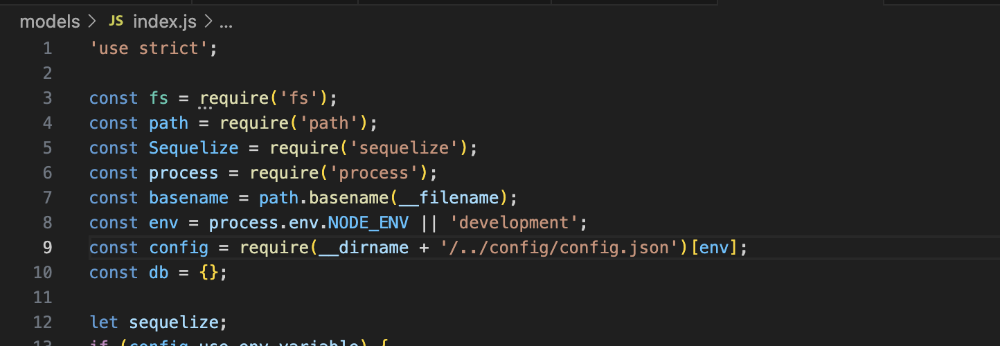 models > JS index.js > ...
1 'use strict';
2
3 const fs = require('fs');
4 const path = require('path');
5 const Sequelize = require('sequelize');
6 const process = require('process');
7 const basename = path.basename(__filename);
8 const env = process.env.NODE_ENV || 'development';
9 const config = require(__dirname + '/../config/config.json')[env];
10 const db = {};
11
12 let sequelize;
13 if (config.use_env_variable) {